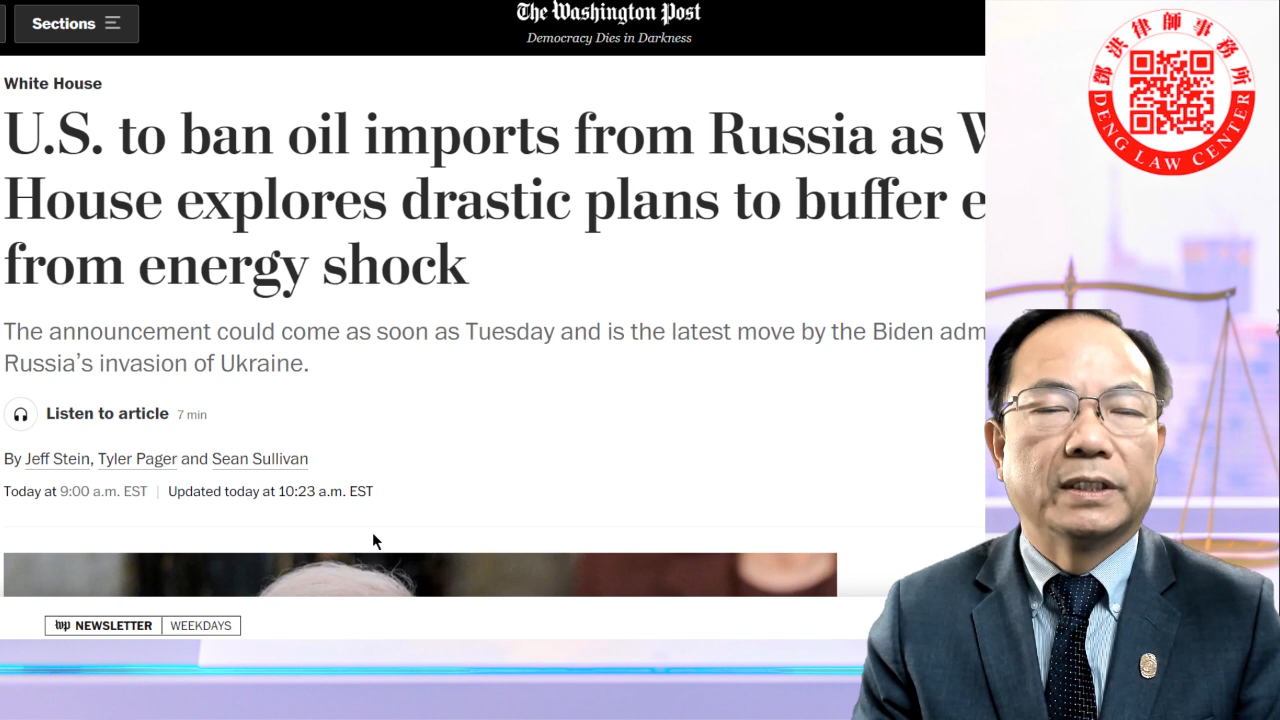 Sections
The Washington Post
Democracy Dies in Darkness
White House
U.S. to ban oil imports from Russia as W
House explores drastic plans to buffer e
from energy shock
The announcement could come as soon as Tuesday and is the latest move by the Biden adm
Russia's invasion of Ukraine.
Listen to article 7 min
By Jeff Stein, Tyler Pager and Sean Sullivan
Today at 9:00 a.m. EST | Updated today at 10:23 a.m. EST
wp NEWSLETTER | WEEKDAYS
鄧洪律師事務所
DENG LAW CENTER